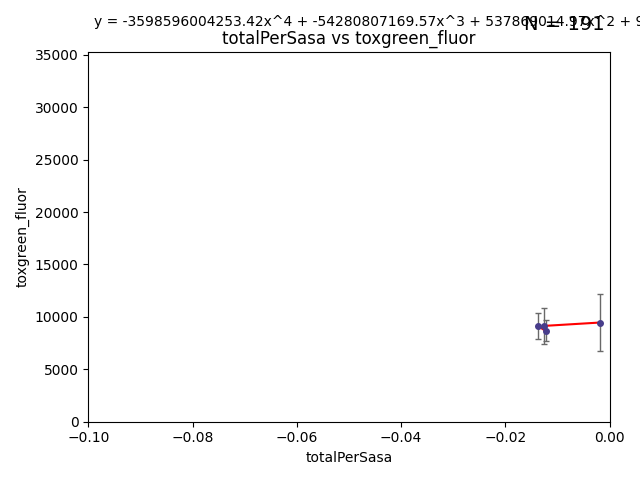 y = -3598596004253.42x^4 + -54280807169.57x^3 + 537869014.97x^2 + 9
N = 191
totalPerSasa vs toxgreen_fluor
35000
30000
25000
20000
15000
10000
5000
0
toxgreen_fluor
−0.10 −0.08 −0.06 −0.04 −0.02 0.00
totalPerSasa